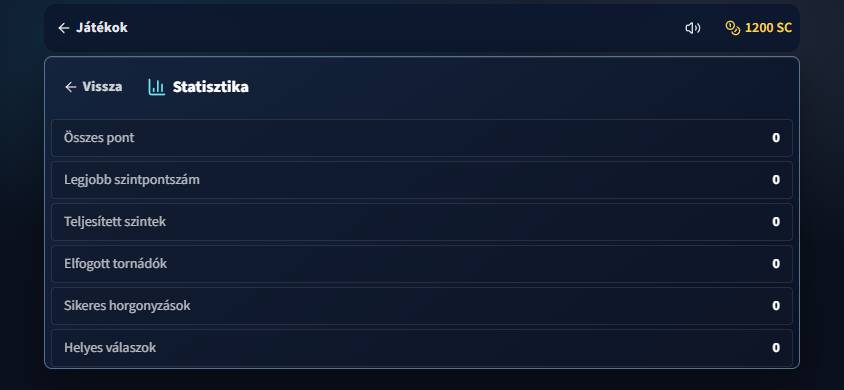 Játékok
1200 SC
Vissza
Statisztika
Összes pont
0
Legjobb szintpontszám
0
Teljesített szintek
0
Elfogott tornádók
0
Sikeres horgonyzások
0
Helyes válaszok
0